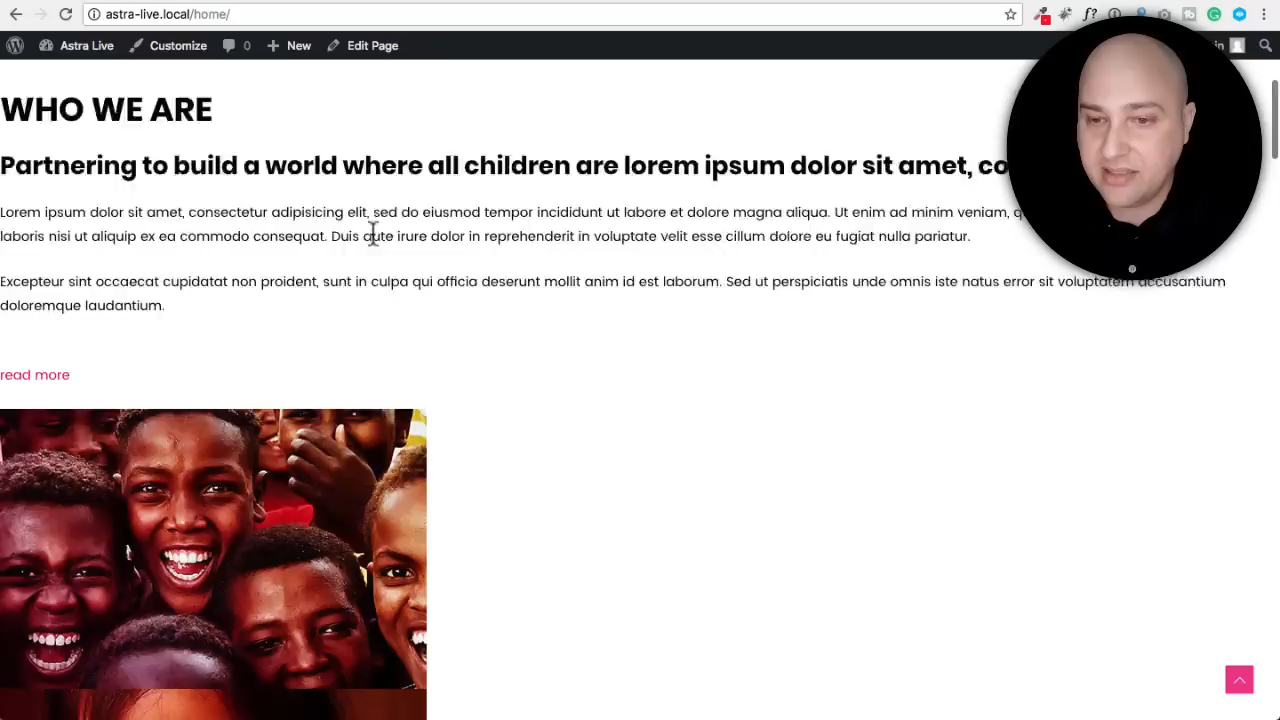 astra-live.local/home/
Astra Live Customize 0 New Edit Page in
WHO WE ARE
Partnering to build a world where all children are lorem ipsum dolor sit amet, co
Lorem ipsum dolor sit amet, consectetur adipisicing elit, sed do eiusmod tempor incididunt ut labore et dolore magna aliqua. Ut enim ad minim veniam, q
laboris nisi ut aliquip ex ea commodo consequat. Duis aute irure dolor in reprehenderit in voluptate velit esse cillum dolore eu fugiat nulla pariatur.
Excepteur sint occaecat cupidatat non proident, sunt in culpa qui officia deserunt mollit anim id est laborum. Sed ut perspiciatis unde omnis iste natus error sit voluptatem accusantium
doloremque laudantium.
read more